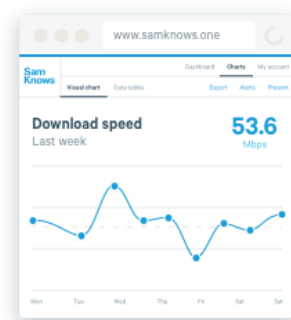 www.samknows.one
Sam
Knows
Dashboard Charts My account
Visual chart Data tables
Export Alerts Present
Download speed
53.6
Last week
Mbps
Mon Tue Wed Thu Fri Sat Sat